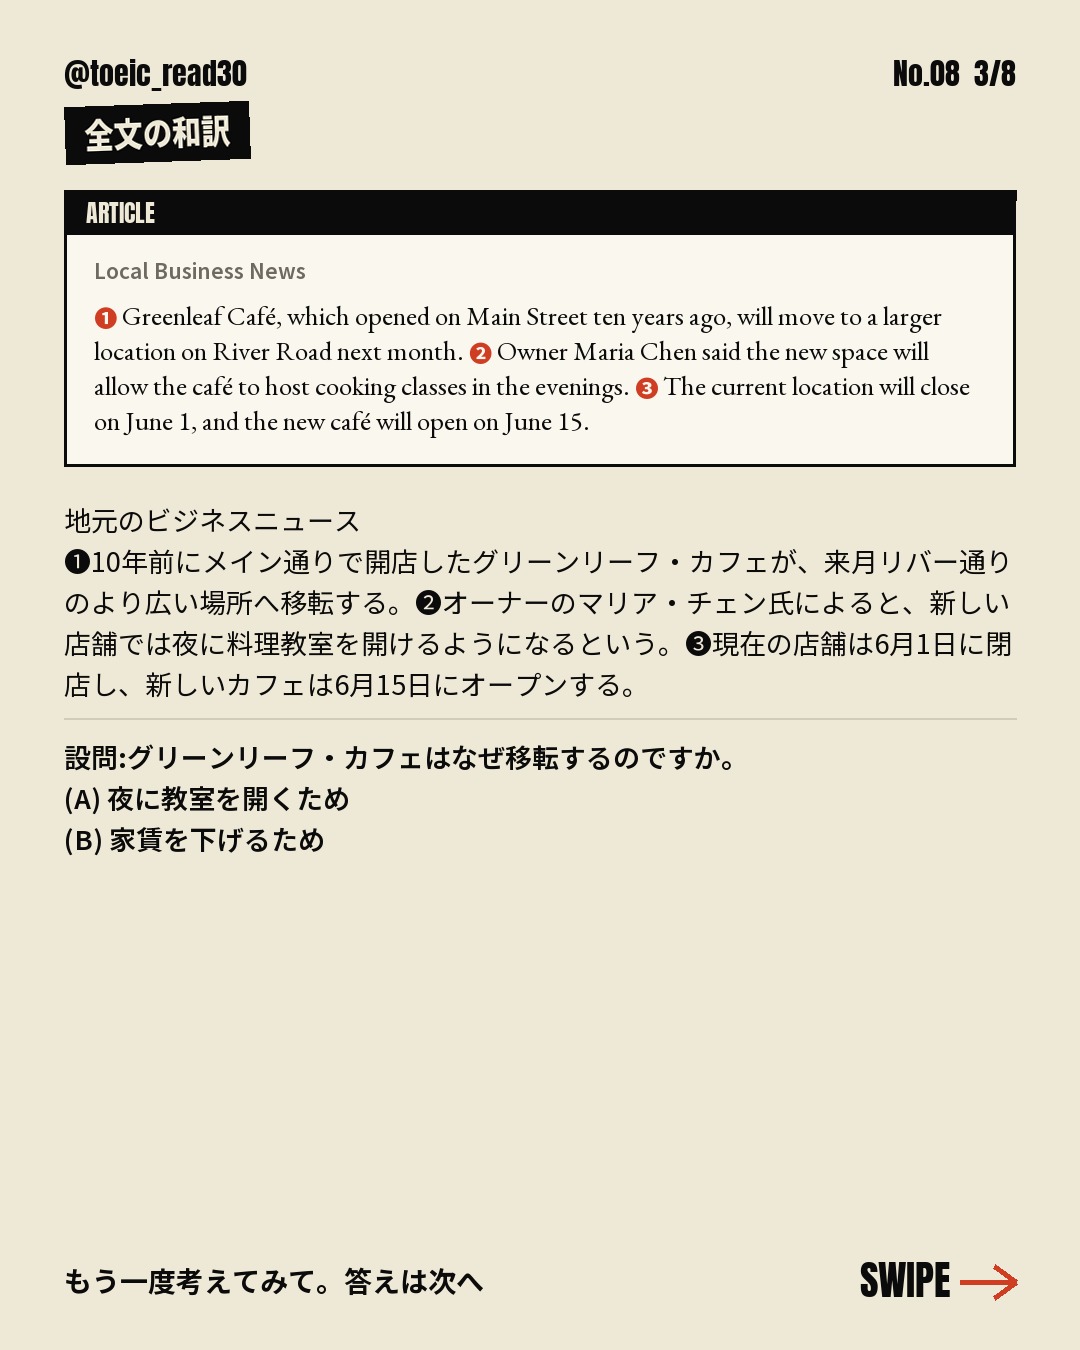 @toeic_read30
No.08 3/8
全文の和訳
ARTICLE
Local Business News
❶ Greenleaf Café, which opened on Main Street ten years ago, will move to a larger
location on River Road next month. ❷ Owner Maria Chen said the new space will
allow the café to host cooking classes in the evenings. ❸ The current location will close
on June 1, and the new café will open on June 15.
地元のビジネスニュース
❶10年前にメイン通りで開店したグリーンリーフ・カフェが、来月リバー通り
のより広い場所へ移転する。❷オーナーのマリア・チェン氏によると、新しい
店舗では夜に料理教室を開けるようになるという。❸現在の店舗は6月1日に閉
店し、新しいカフェは6月15日にオープンする。
設問:グリーンリーフ・カフェはなぜ移転するのですか。
(A) 夜に教室を開くため
(B) 家賃を下げるため
もう一度考えてみて。答えは次へ
SWIPE